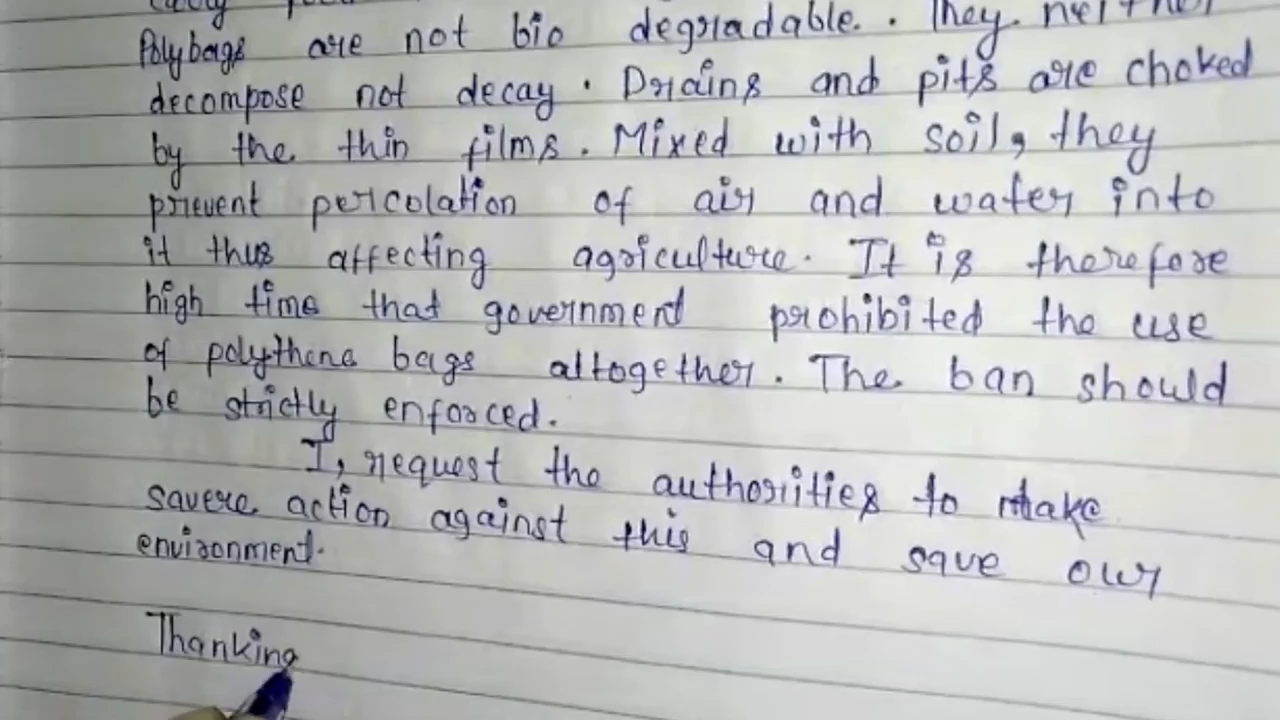 Polybags are not bio degradable. . They neither
decompose not decay. Drains and pits are choked
by the thin films. Mixed with soil, they
prevent percolation of air and water into
it thus affecting agriculture. It is therefore
high time that government prohibited the use
of polythene bags altogether. The ban should
be strictly enforced.
I, request the authorities to take
savere action against this and save our
environment.
Thanking